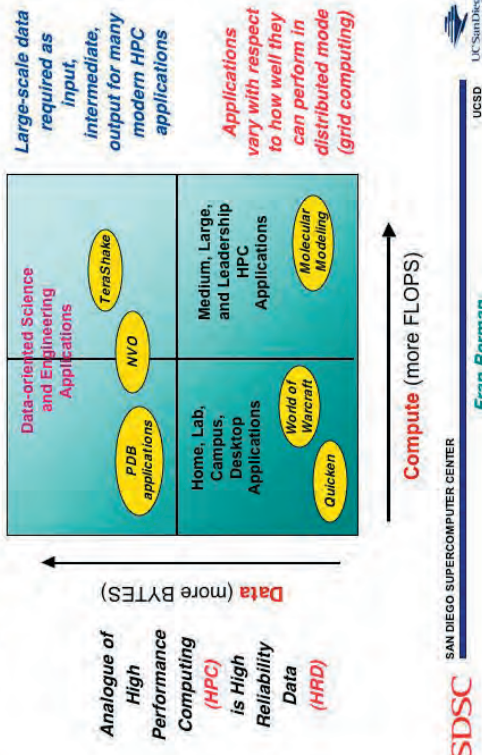 Large-scale data
required as
input,
intermediate,
output for many
modern HPC
applications
Applications
vary with respect
to how well they
can perform in
distributed mode
(grid computing)
Data-oriented Science
and Engineering
Applications
TeraShake
NVO
PDB
applications
Medium, Large,
and Leadership
HPC
Applications
Molecular
Modeling
Home, Lab,
Campus,
Desktop
Applications
World of
Warcraft
Quicken
Data (more BYTES)
Compute (more FLOPS)
Analogue of
High
Performance
Computing
(HPC)
is High
Reliability
Data
(HRD)
SDSC
SAN DIEGO SUPERCOMPUTER CENTER
Fran Berman
UCSD